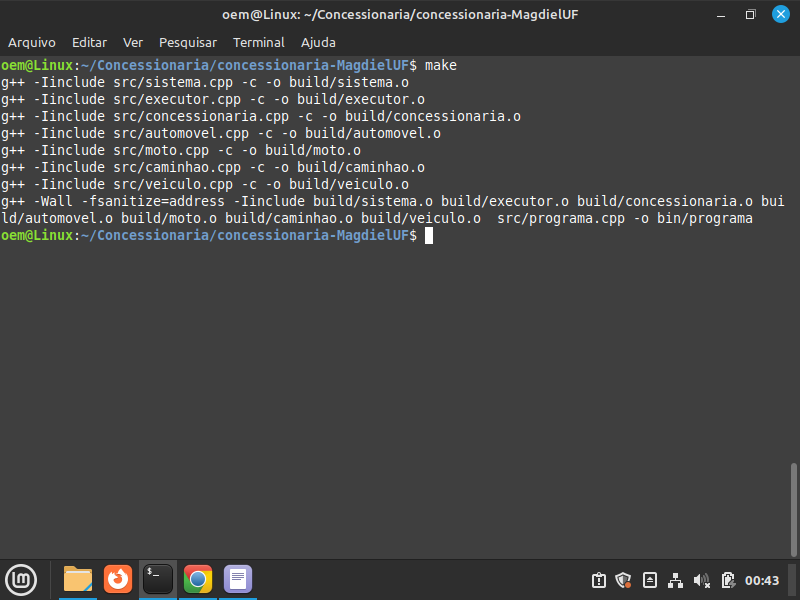 oem@Linux: ~/Concessionaria/concessionaria-MagdielUF
Arquivo Editar Ver Pesquisar Terminal Ajuda
oem@Linux:~/Concessionaria/concessionaria-MagdielUF$ make
g++ -Iinclude src/sistema.cpp -c -o build/sistema.o
g++ -Iinclude src/executor.cpp -c -o build/executor.o
g++ -Iinclude src/concessionaria.cpp -c -o build/concessionaria.o
g++ -Iinclude src/automovel.cpp -c -o build/automovel.o
g++ -Iinclude src/moto.cpp -c -o build/moto.o
g++ -Iinclude src/caminhao.cpp -c -o build/caminhao.o
g++ -Iinclude src/veiculo.cpp -c -o build/veiculo.o
g++ -Wall -fsanitize=address -Iinclude build/sistema.o build/executor.o build/concessionaria.o bui
ld/automovel.o build/moto.o build/caminhao.o build/veiculo.o  src/programa.cpp -o bin/programa
oem@Linux:~/Concessionaria/concessionaria-MagdielUF$
$_
00:43